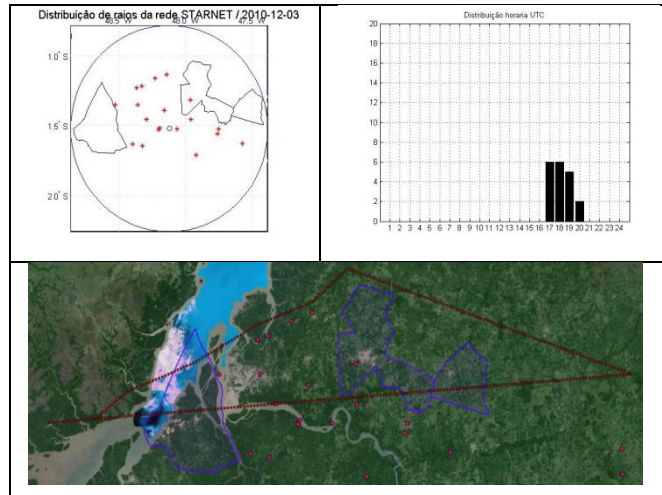 Distribuição de raios da rede STARNET / 2010-12-03
48.5° W 48.0° W 47.5° W
1.0° S
1.5° S
2.0° S
Distribuição horaria UTC
20
18
16
14
12
10
8
6
4
2
0
1 2 3 4 5 6 7 8 9 10 11 12 13 14 15 16 17 18 19 20 21 22 23 24